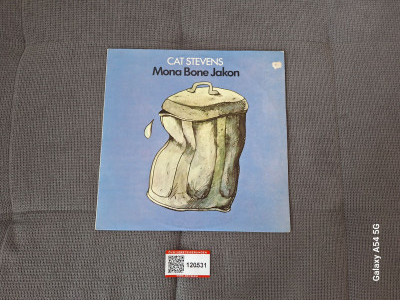 CAT STEVENS
Mona Bone Jakon
120531
Galaxy A54 5G